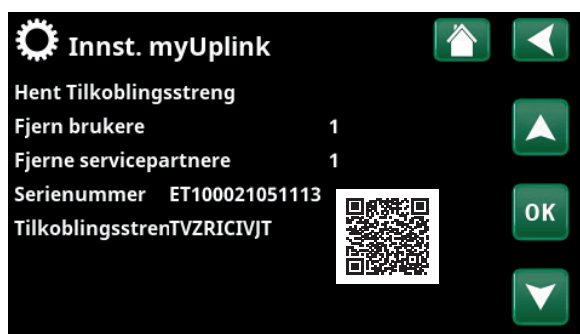 Innst. myUplink
Hent Tilkoblingsstreng
Fjern brukere 1
Fjerne servicepartnere 1
Serienummer ET100021051113
TilkoblingsstrenTVZRICIVJT
OK